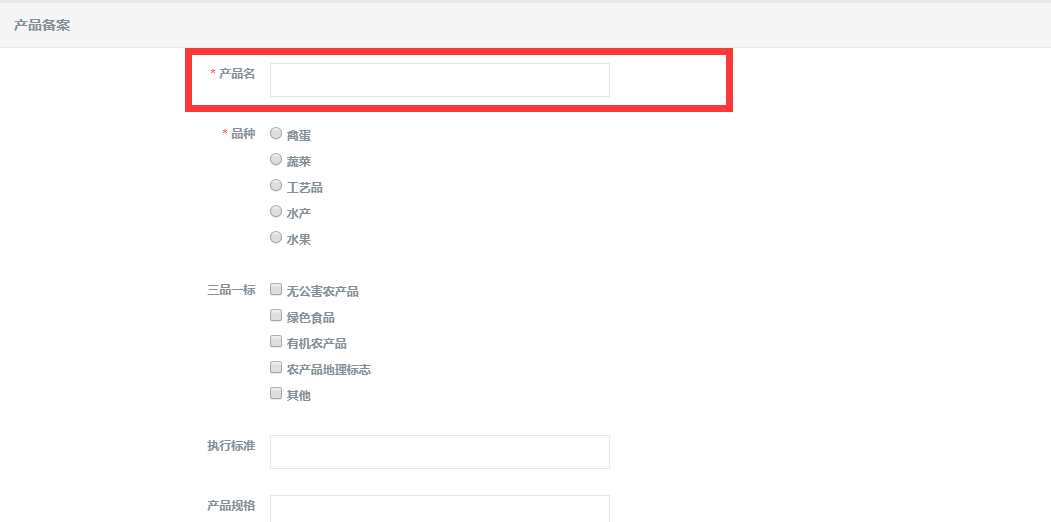 产品备案
* 产品名
* 品种
禽蛋
蔬菜
工艺品
水产
水果
三品一标
无公害农产品
绿色食品
有机农产品
农产品地理标志
其他
执行标准
产品规格